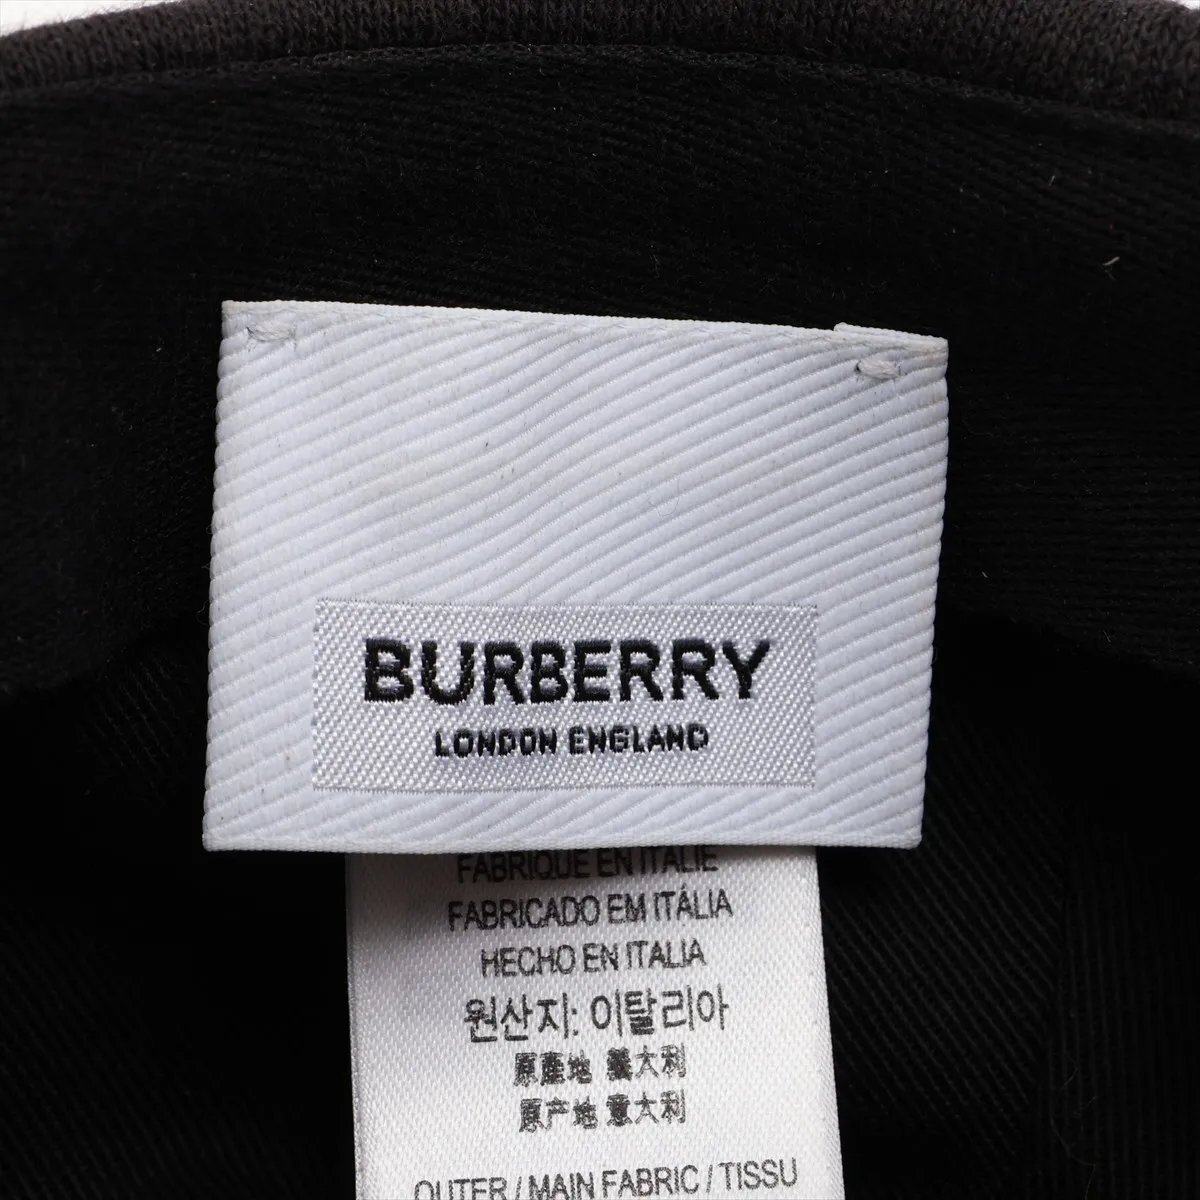 BURBERRY
LONDON ENGLAND
FABRIQUE EN ITALIE
FABRICADO EM ITÁLIA
HECHO EN ITALIA
원산지: 이탈리아
原產地 義大利
原产地 意大利
OUTER / MAIN FABRIC / TISSU